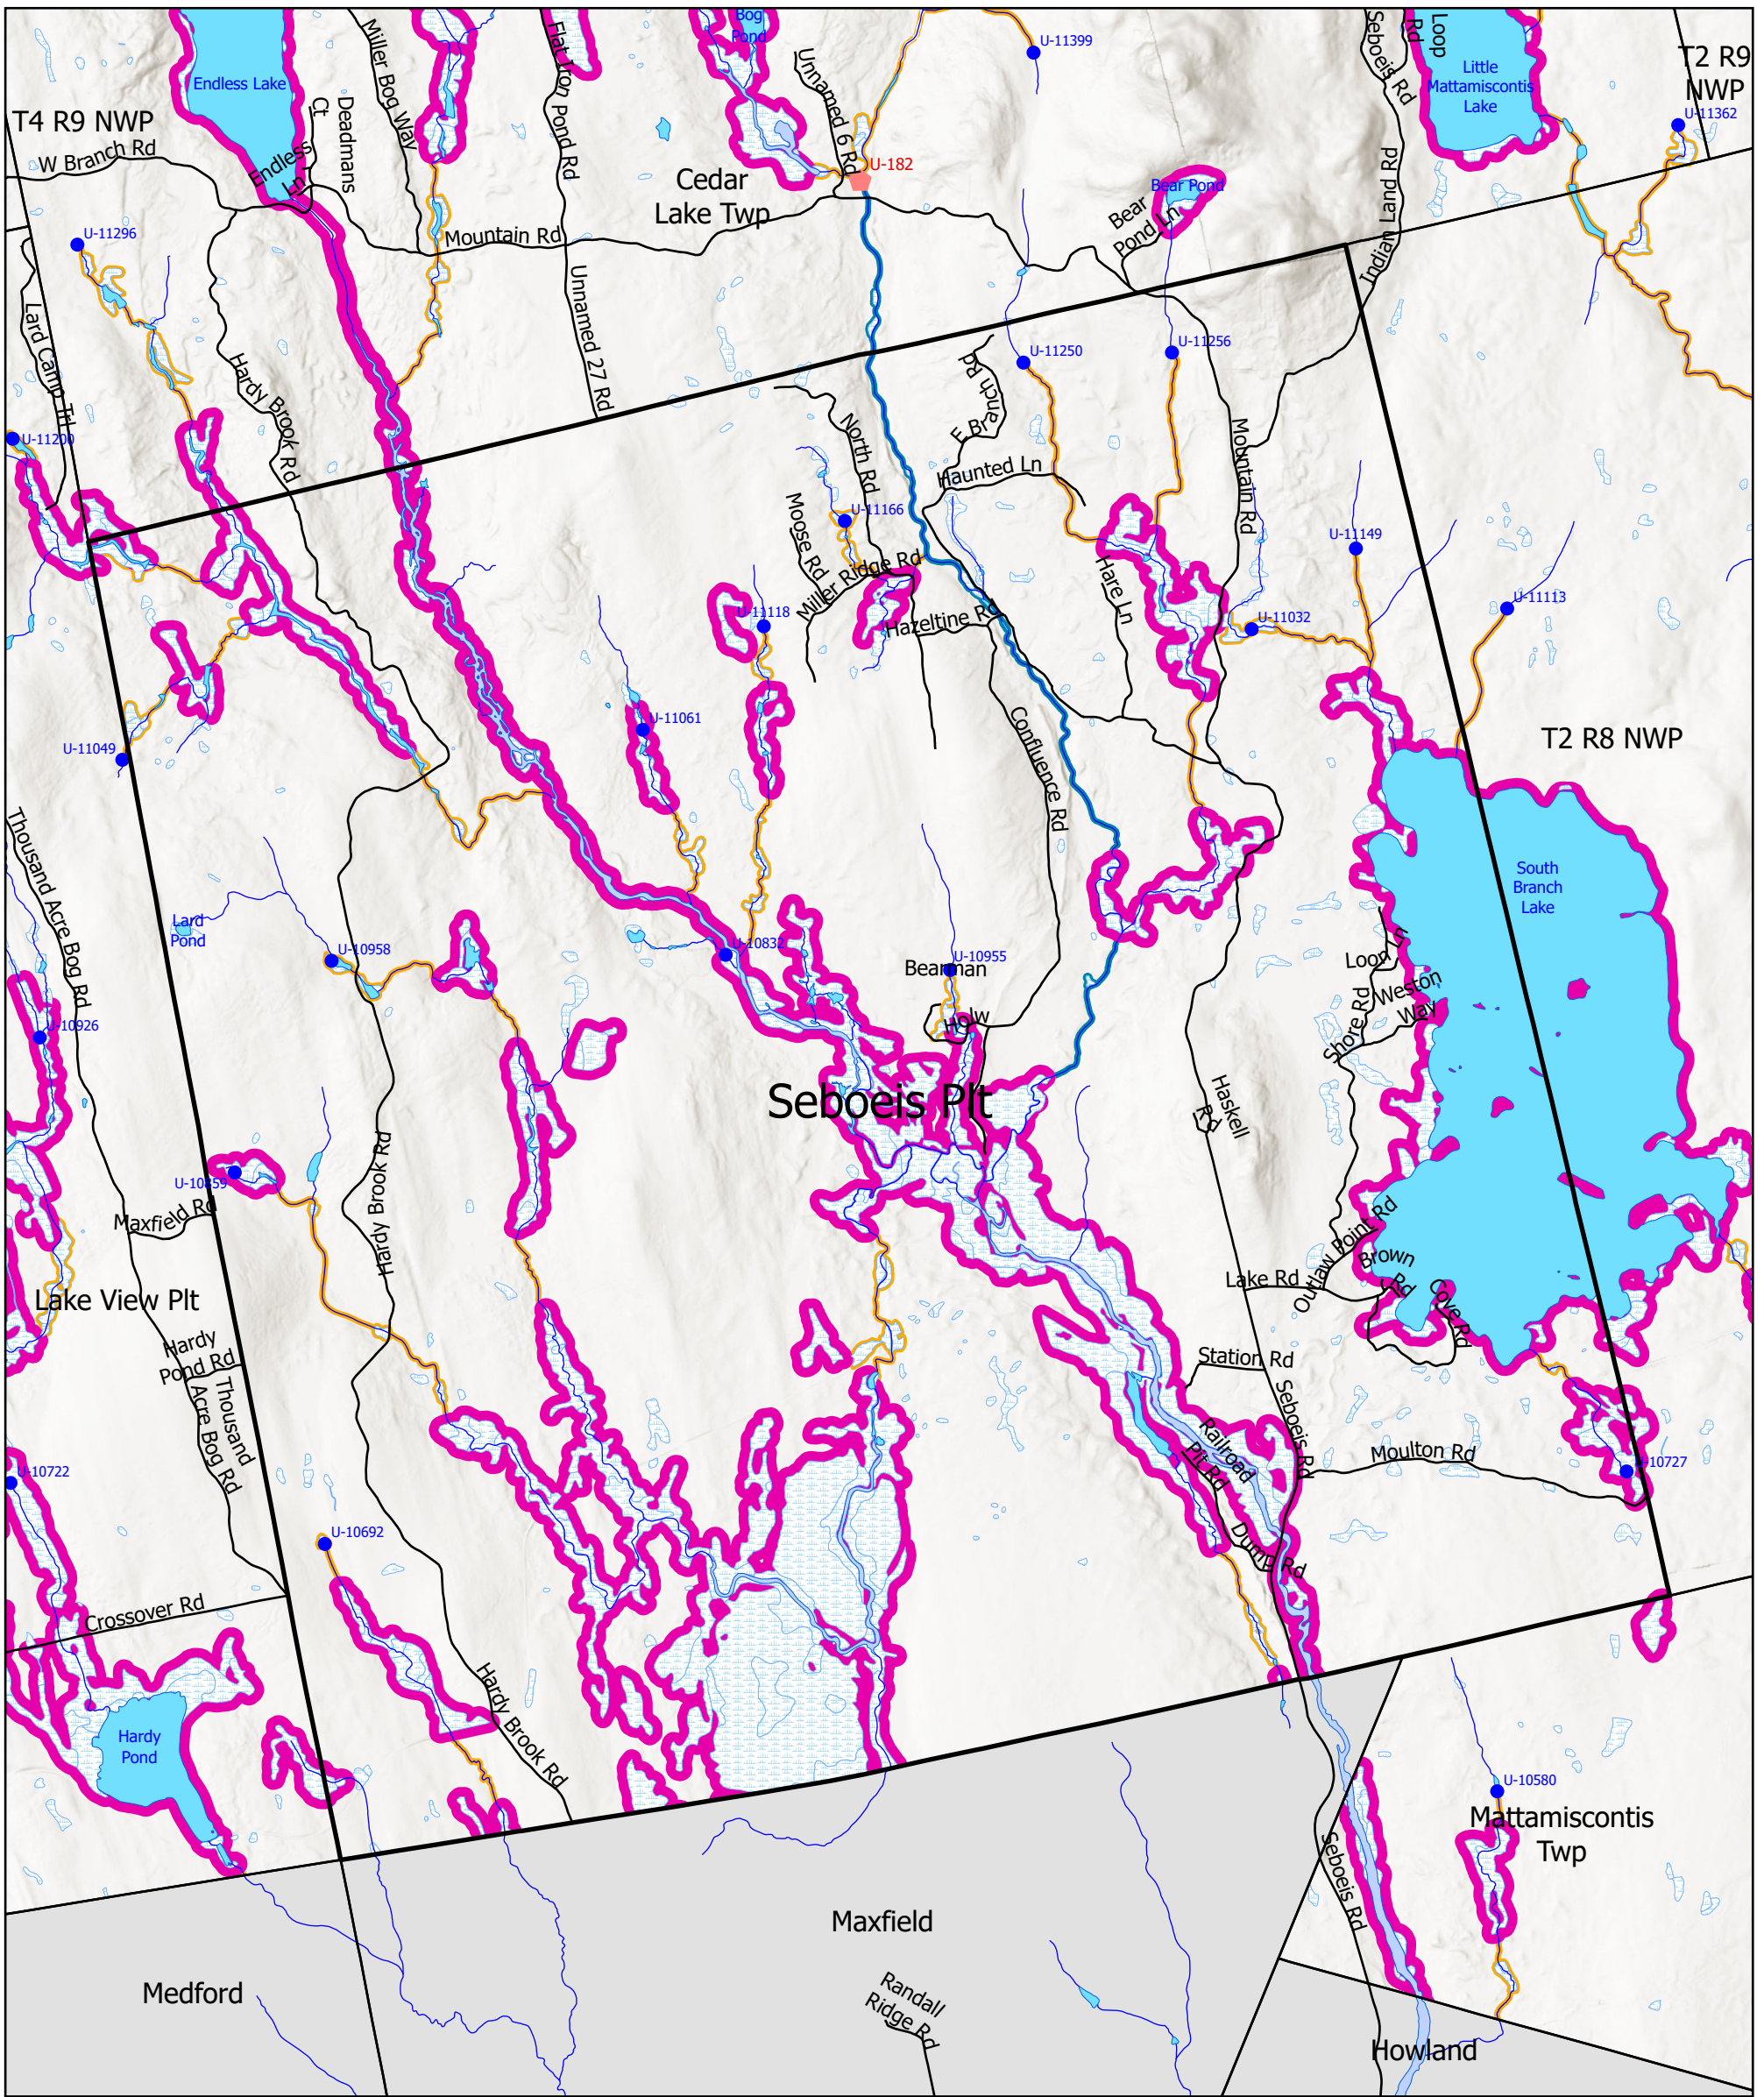 Bog
Pond
Miller Bog Way
Flat Iron Pond Rd
Unnamed 6 Rd
U-11399
Seboeis Rd
Loop
Rd
T2 R9
NWP
Endless Lake
Little
Mattamiscontis
Lake
Deadmans
Ct
T4 R9 NWP
U-11362
W Branch Rd
Endless
Ln
U-182
Cedar
Lake Twp
Bear Pond
Bear
Pond Ln
Indian Land Rd
U-11296
Mountain Rd
Unnamed 27 Rd
Lard Camp Trl
Hardy Brook Rd
U-11250
U-11256
E Branch Rd
North Rd
Mountain Rd
U-11200
Haunted Ln
Moose Rd
U-11166
U-11149
Miller Ridge Rd
Hare Ln
U-11118
U-11113
Hazeltine Rd
U-11032
U-11061
Confluence Rd
U-11049
T2 R8 NWP
Thousand Acre Bog Rd
South
Branch
Lake
Lard
Pond
U-10958
U-10832
U-10955
Bearman
Holw
Loon Ln
Weston
Way
Shore Rd
U-10926
Seboeis Plt
Haskell
Rd
Hardy Brook Rd
U-10859
Maxfield Rd
Outlaw Point Rd
Brown
Rd
Lake Rd
Cove Rd
Lake View Plt
Hardy
Pond Rd
Station Rd
Thousand
Acre Bog Rd
Seboeis Rd
Railroad
Pit Rd
Moulton Rd
U-10722
U-10727
U-10692
Dump Rd
Crossover Rd
Hardy Brook Rd
Hardy
Pond
U-10580
Mattamiscontis
Twp
Seboeis Rd
Maxfield
Medford
Randall
Ridge Rd
Howland